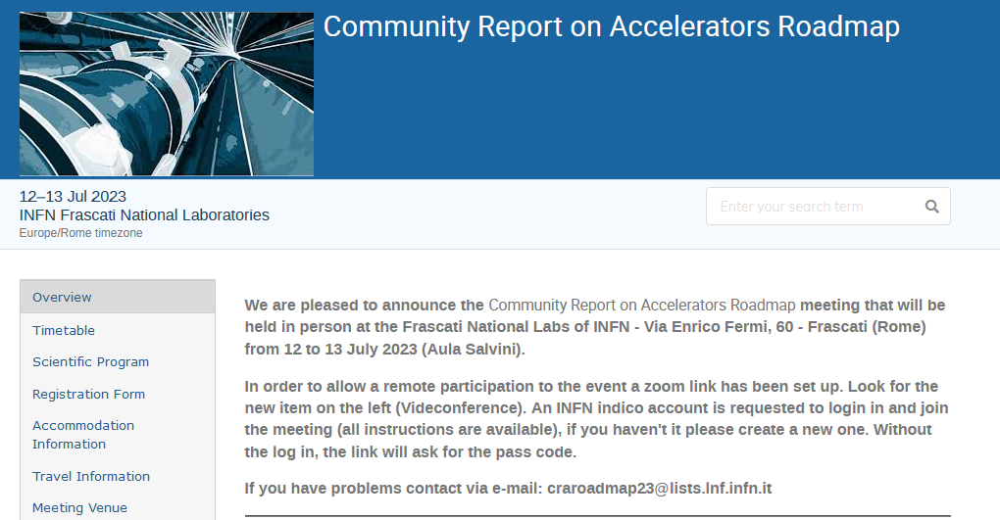 Community Report on Accelerators Roadmap
12–13 Jul 2023
INFN Frascati National Laboratories
Europe/Rome timezone
Enter your search term
Overview
Timetable
Scientific Program
Registration Form
Accommodation
Information
Travel Information
Meeting Venue
We are pleased to announce the Community Report on Accelerators Roadmap meeting that will be
held in person at the Frascati National Labs of INFN - Via Enrico Fermi, 60 - Frascati (Rome)
from 12 to 13 July 2023 (Aula Salvini).
In order to allow a remote participation to the event a zoom link has been set up. Look for the
new item on the left (Videconference). An INFN indico account is requested to login in and join
the meeting (all instructions are available), if you haven't it please create a new one. Without
the log in, the link will ask for the pass code.
If you have problems contact via e-mail: craroadmap23@lists.lnf.infn.it